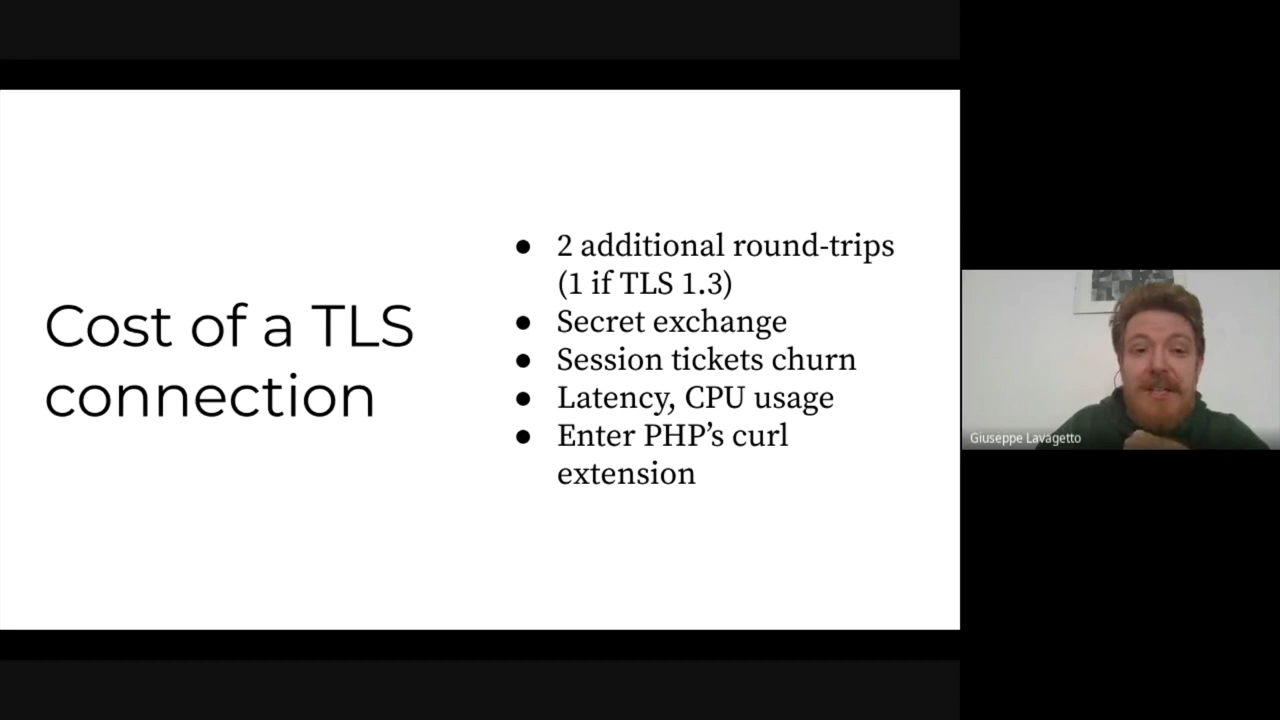 Cost of a TLS
connection
● 2 additional round-trips
(1 if TLS 1.3)
● Secret exchange
● Session tickets churn
● Latency, CPU usage
● Enter PHP’s curl
extension
Giuseppe Lavagetto